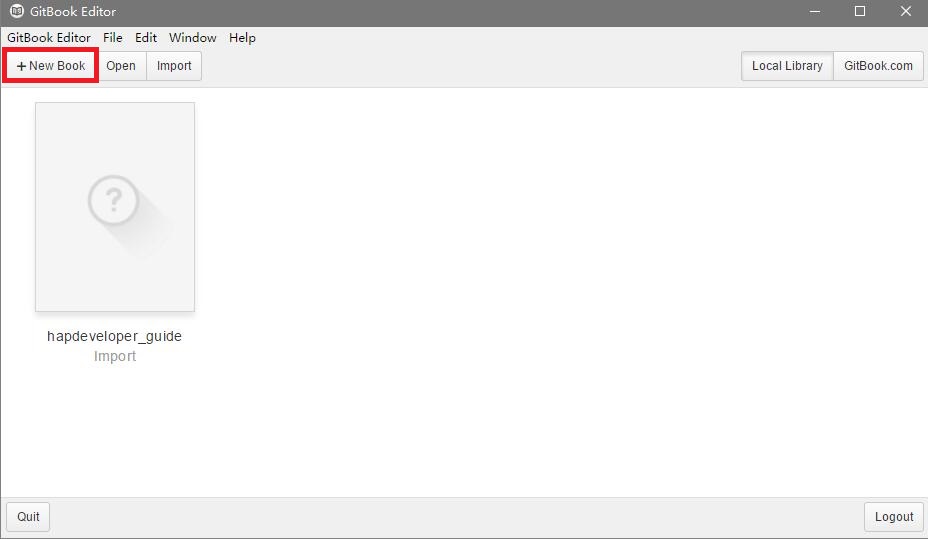 GitBook Editor
GitBook Editor File Edit Window Help
+ New Book Open Import Local Library GitBook.com
?
hapdeveloper_guide
Import
Quit Logout